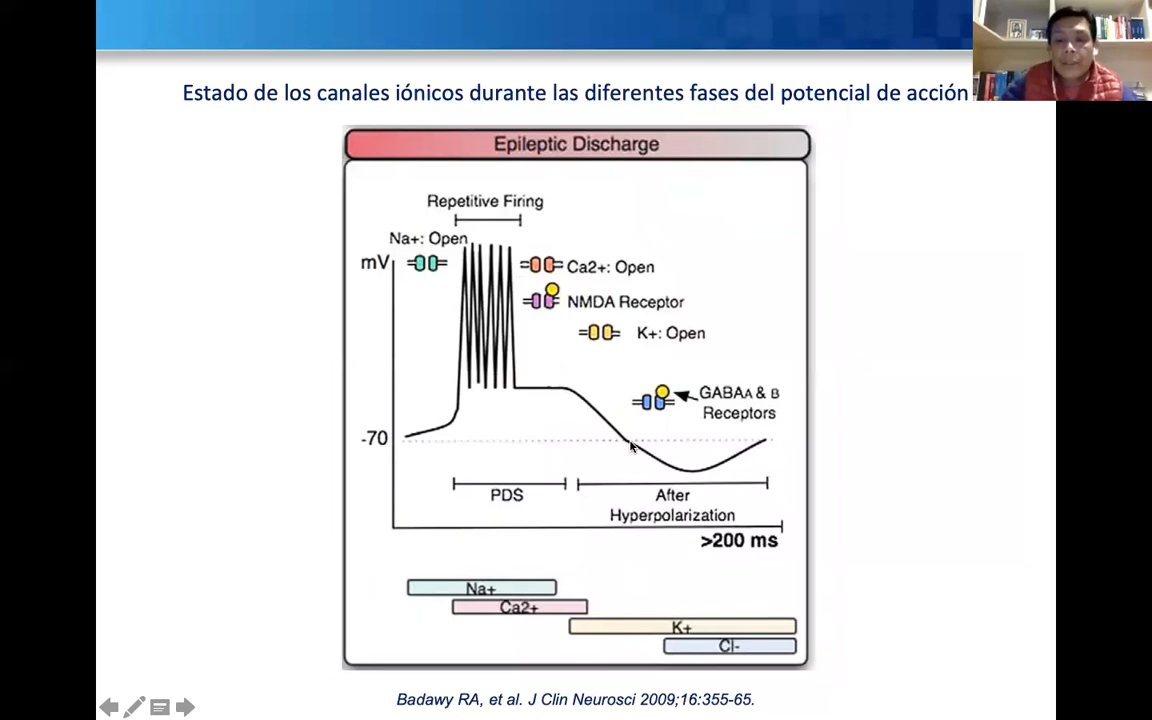 Estado de los canales iónicos durante las diferentes fases del potencial de acción
Epileptic Discharge
Repetitive Firing
Na+: Open
mV
Ca2+: Open
NMDA Receptor
K+: Open
GABAA & B
Receptors
-70
PDS
After
Hyperpolarization
>200 ms
Na+
Ca2+
K+
Cl-
Badawy RA, et al. J Clin Neurosci 2009;16:355-65.